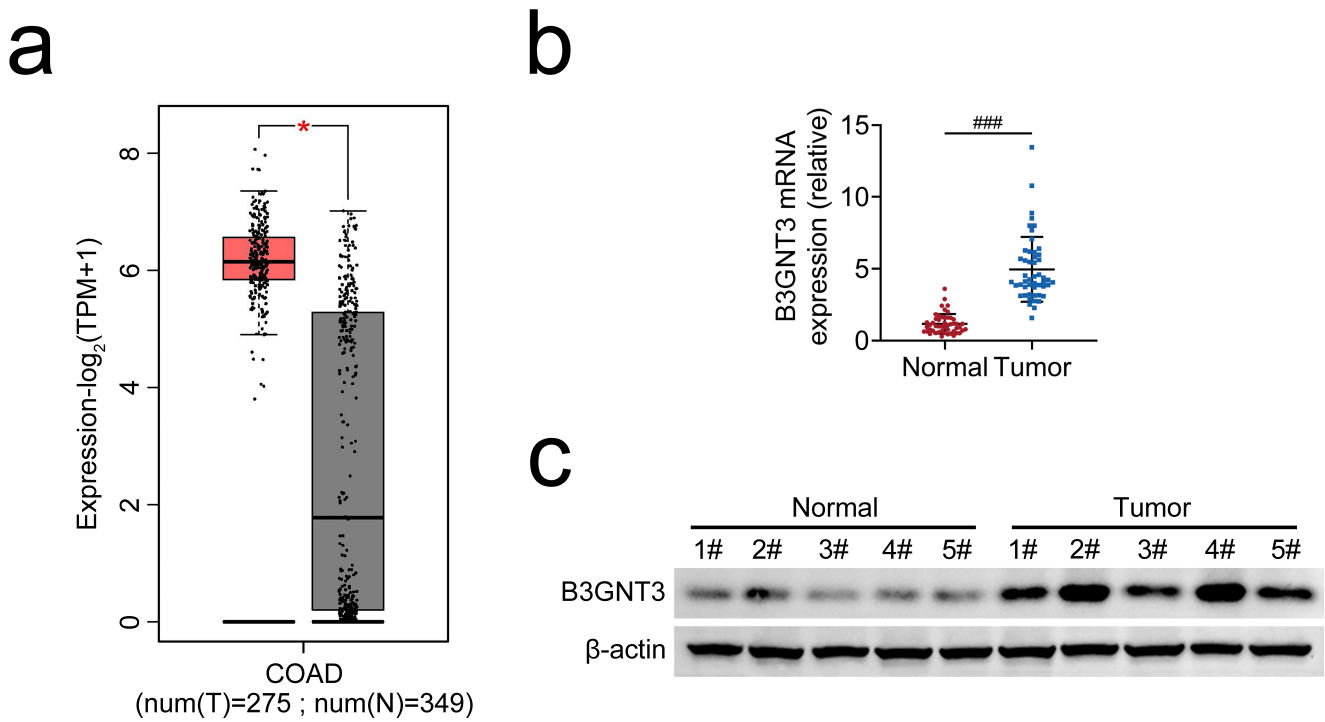 a
*
8
6
4
2
0
Expression-log2(TPM+1)
COAD
(num(T)=275 ; num(N)=349)
b
B3GNT3 mRNA
expression (relative)
15
10
5
0
###
Normal Tumor
c
Normal Tumor
1# 2# 3# 4# 5# 1# 2# 3# 4# 5#
B3GNT3
β-actin